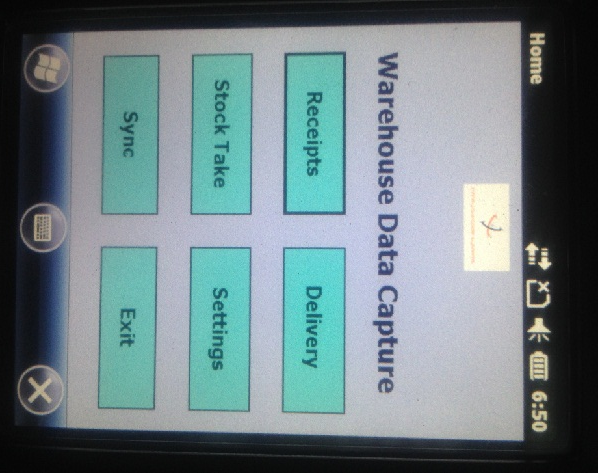 Home 6:50
Warehouse Data Capture
Receipts Delivery
Stock Take Settings
Sync Exit